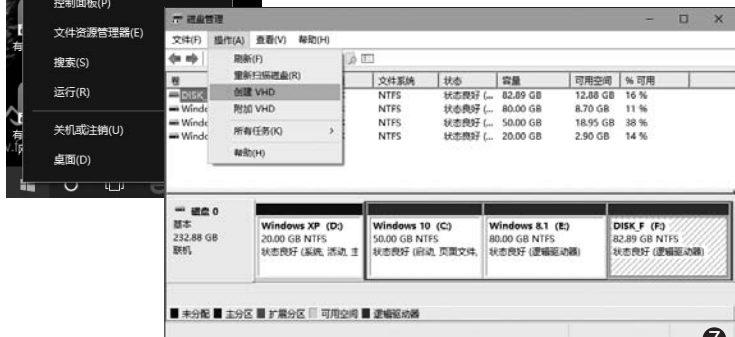 控制面板(P)
文件资源管理器(E)
搜索(S)
运行(R)
关机或注销(U)
桌面(D)
有
有
磁盘管理
文件(F) 操作(A) 查看(V) 帮助(H)
刷新(F)
重新扫描磁盘(R)
创建 VHD
附加 VHD
所有任务(K)
帮助(H)
卷 文件系统 状态 容量 可用空间 % 可用
DISK_ NTFS 状态良好 (... 82.89 GB 12.88 GB 16 %
Windo NTFS 状态良好 (... 80.00 GB 8.70 GB 11 %
Windo NTFS 状态良好 (... 50.00 GB 18.95 GB 38 %
Windo NTFS 状态良好 (... 20.00 GB 2.90 GB 14 %
磁盘 0
基本
232.88 GB
联机
Windows XP (D:)
20.00 GB NTFS
状态良好 (系统, 活动, 主
Windows 10 (C:)
50.00 GB NTFS
状态良好 (启动, 页面文件,
Windows 8.1 (E:)
80.00 GB NTFS
状态良好 (逻辑驱动器)
DISK_F (F:)
82.89 GB NTFS
状态良好 (逻辑驱动器)
未分配 主分区 扩展分区 可用空间 逻辑驱动器
7